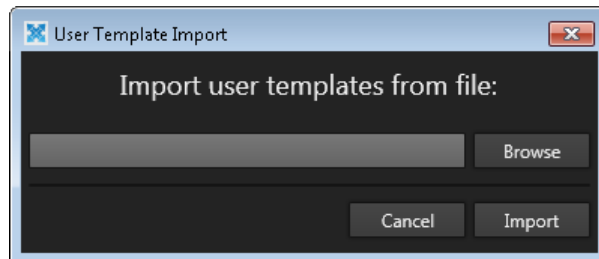 User Template Import
Import user templates from file:
Browse
Cancel Import